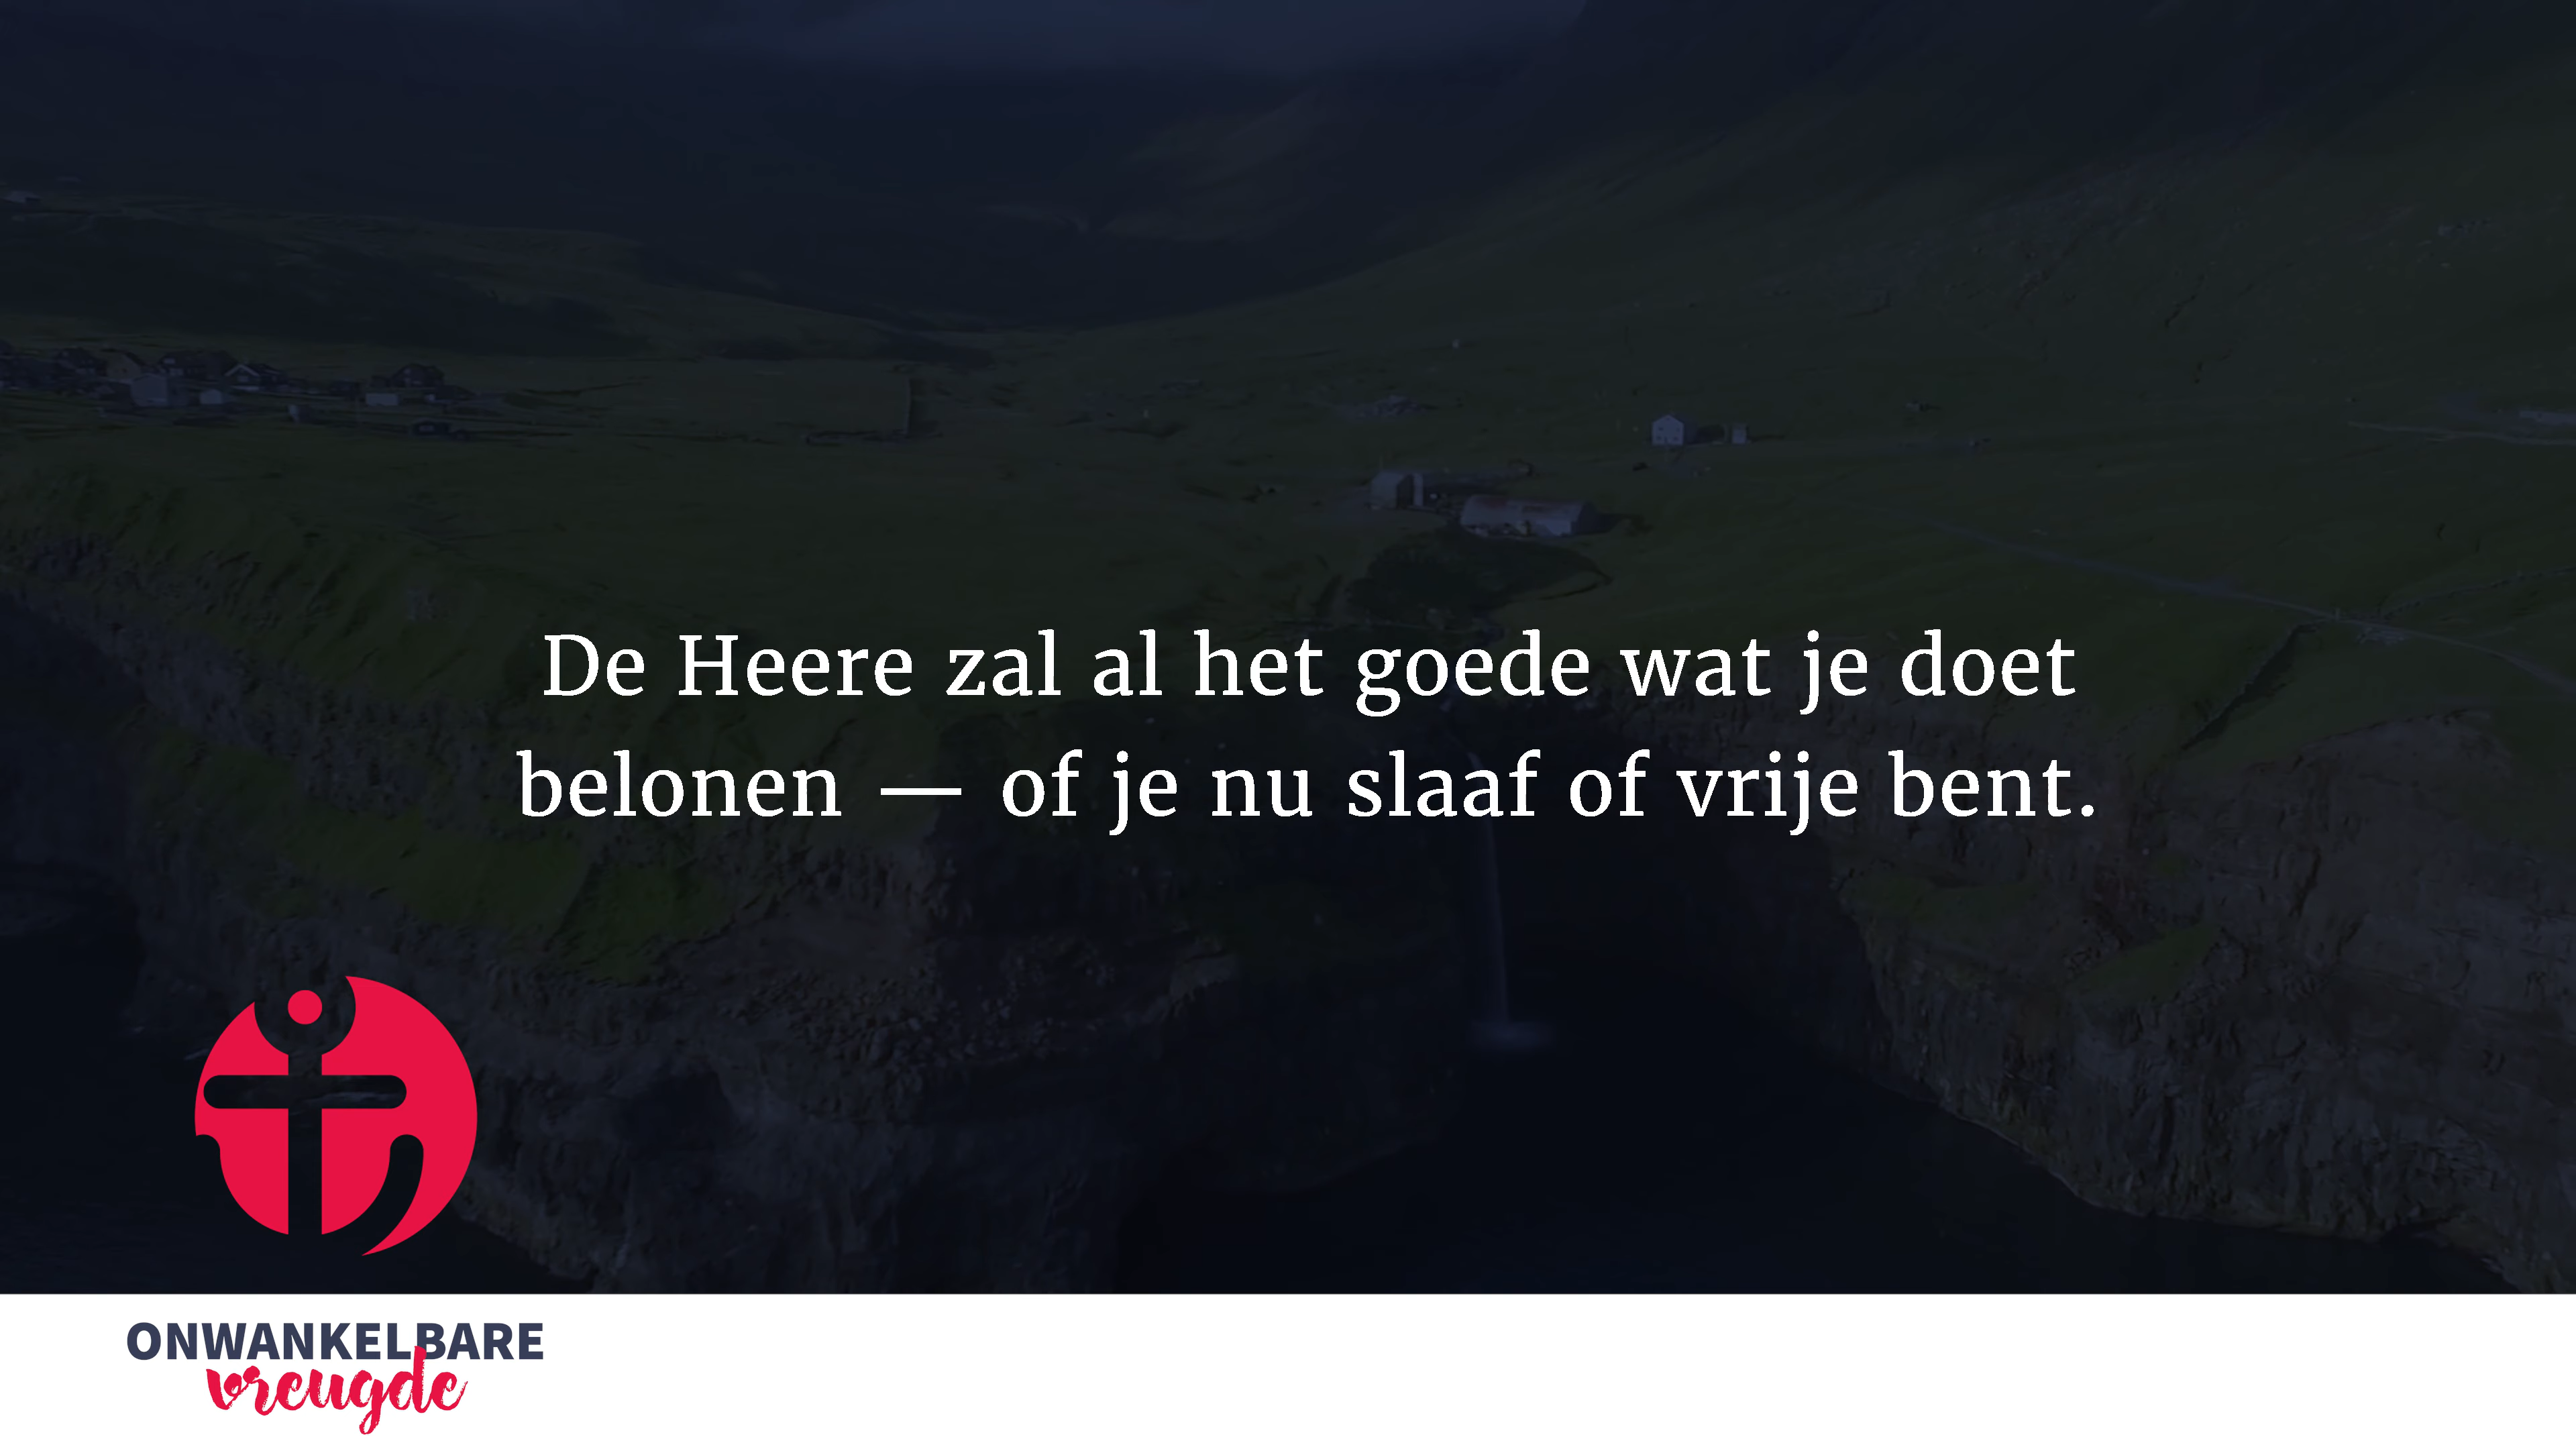 De Heere zal al het goede wat je doet
belonen — of je nu slaaf of vrije bent.
ONWANKELBARE
vreugde